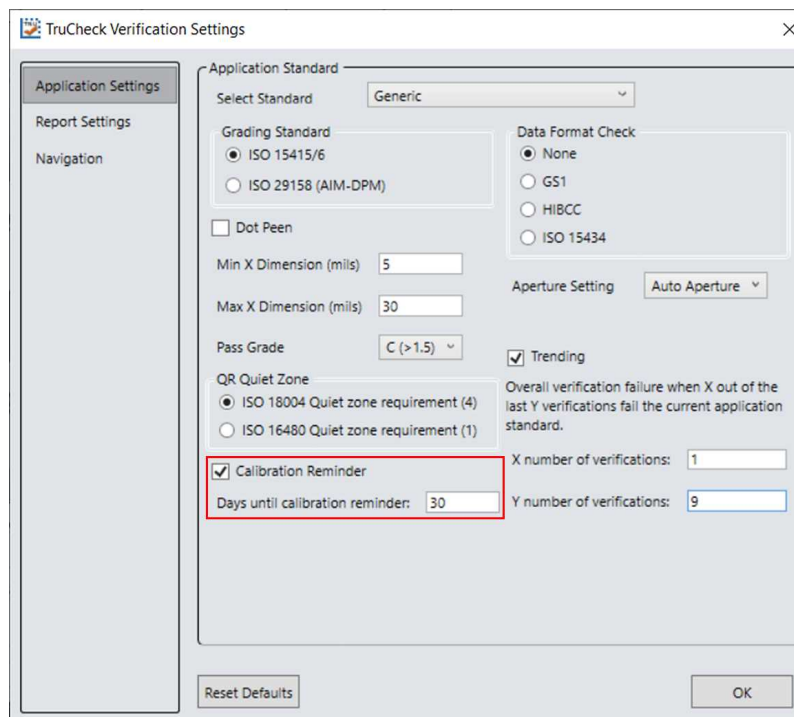 TruCheck Verification Settings
Application Settings
Report Settings
Navigation
Application Standard
Select Standard
Generic
Grading Standard
ISO 15415/6
ISO 29158 (AIM-DPM)
Data Format Check
None
GS1
HIBCC
ISO 15434
Dot Peen
Min X Dimension (mils)
5
Max X Dimension (mils)
30
Aperture Setting
Auto Aperture
Pass Grade
C (>1.5)
QR Quiet Zone
ISO 18004 Quiet zone requirement (4)
ISO 16480 Quiet zone requirement (1)
Trending
Overall verification failure when X out of the
last Y verifications fail the current application
standard.
Calibration Reminder
Days until calibration reminder:
30
X number of verifications:
1
Y number of verifications:
9
Reset Defaults
OK